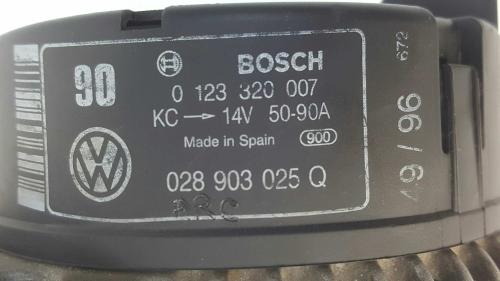 90
BOSCH
0 123 320 007
KC → 14V 50-90A
Made in Spain 900
028 903 025 Q
ARC
49/96
672